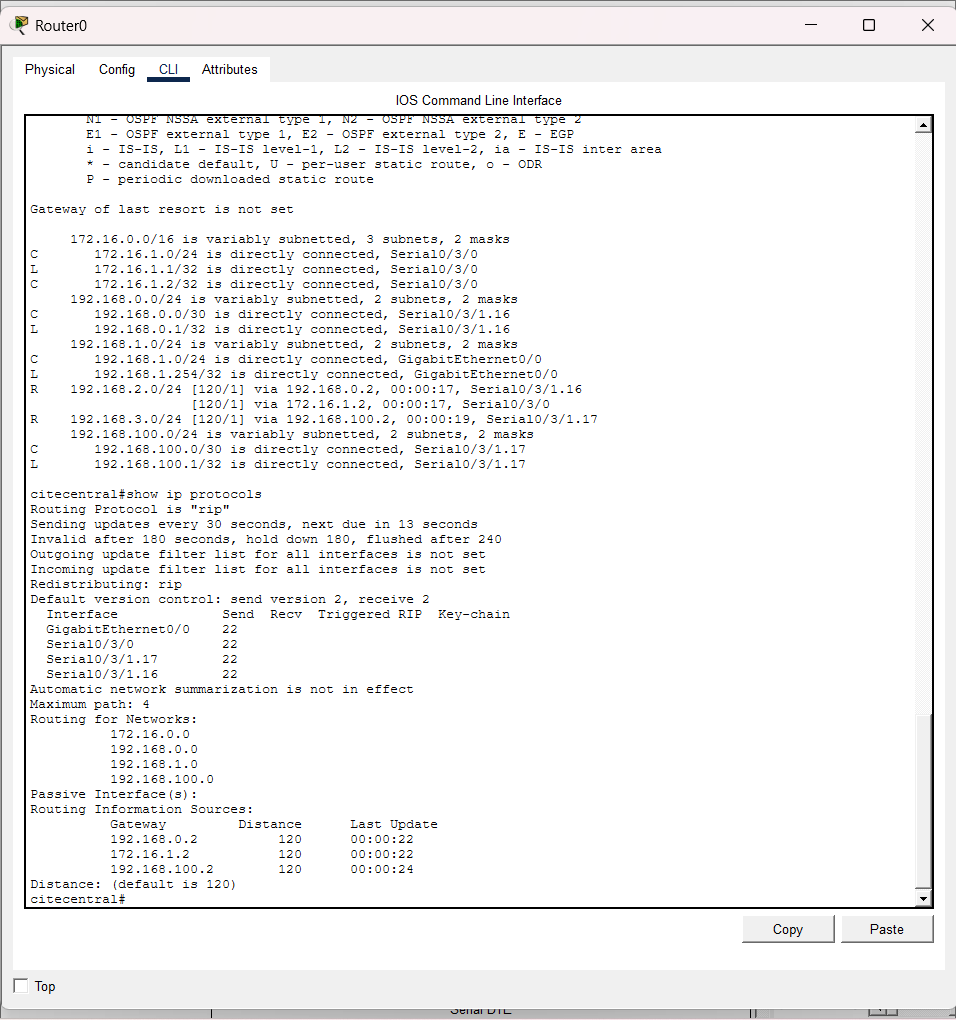 Router0
Physical Config CLI Attributes
IOS Command Line Interface
N1 - OSPF NSSA external type 1, N2 - OSPF NSSA external type 2
E1 - OSPF external type 1, E2 - OSPF external type 2, E - EGP
i - IS-IS, L1 - IS-IS level-1, L2 - IS-IS level-2, ia - IS-IS inter area
* - candidate default, U - per-user static route, o - ODR
P - periodic downloaded static route
Gateway of last resort is not set
172.16.0.0/16 is variably subnetted, 3 subnets, 2 masks
C 172.16.1.0/24 is directly connected, Serial0/3/0
L 172.16.1.1/32 is directly connected, Serial0/3/0
C 172.16.1.2/32 is directly connected, Serial0/3/0
192.168.0.0/24 is variably subnetted, 2 subnets, 2 masks
C 192.168.0.0/30 is directly connected, Serial0/3/1.16
L 192.168.0.1/32 is directly connected, Serial0/3/1.16
192.168.1.0/24 is variably subnetted, 2 subnets, 2 masks
C 192.168.1.0/24 is directly connected, GigabitEthernet0/0
L 192.168.1.254/32 is directly connected, GigabitEthernet0/0
R 192.168.2.0/24 [120/1] via 192.168.0.2, 00:00:17, Serial0/3/1.16
[120/1] via 172.16.1.2, 00:00:17, Serial0/3/0
R 192.168.3.0/24 [120/1] via 192.168.100.2, 00:00:19, Serial0/3/1.17
192.168.100.0/24 is variably subnetted, 2 subnets, 2 masks
C 192.168.100.0/30 is directly connected, Serial0/3/1.17
L 192.168.100.1/32 is directly connected, Serial0/3/1.17
citecentral#show ip protocols
Routing Protocol is "rip"
Sending updates every 30 seconds, next due in 13 seconds
Invalid after 180 seconds, hold down 180, flushed after 240
Outgoing update filter list for all interfaces is not set
Incoming update filter list for all interfaces is not set
Redistributing: rip
Default version control: send version 2, receive 2
Interface Send Recv Triggered RIP Key-chain
GigabitEthernet0/0 22
Serial0/3/0 22
Serial0/3/1.17 22
Serial0/3/1.16 22
Automatic network summarization is not in effect
Maximum path: 4
Routing for Networks:
172.16.0.0
192.168.0.0
192.168.1.0
192.168.100.0
Passive Interface(s):
Routing Information Sources:
Gateway Distance Last Update
192.168.0.2 120 00:00:22
172.16.1.2 120 00:00:22
192.168.100.2 120 00:00:24
Distance: (default is 120)
citecentral#
Copy Paste
Top
Serial DTE